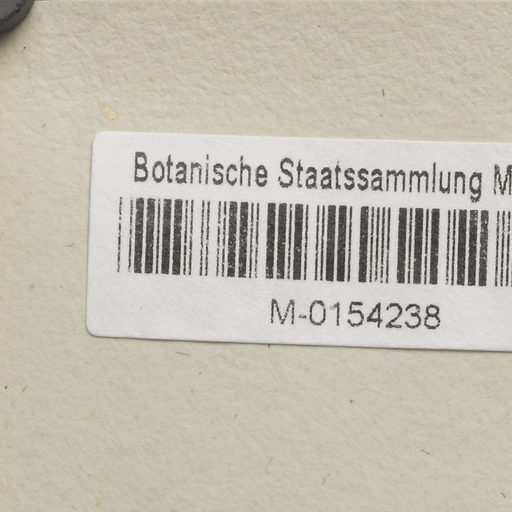 Botanische Staatssammlung M
M-0154238